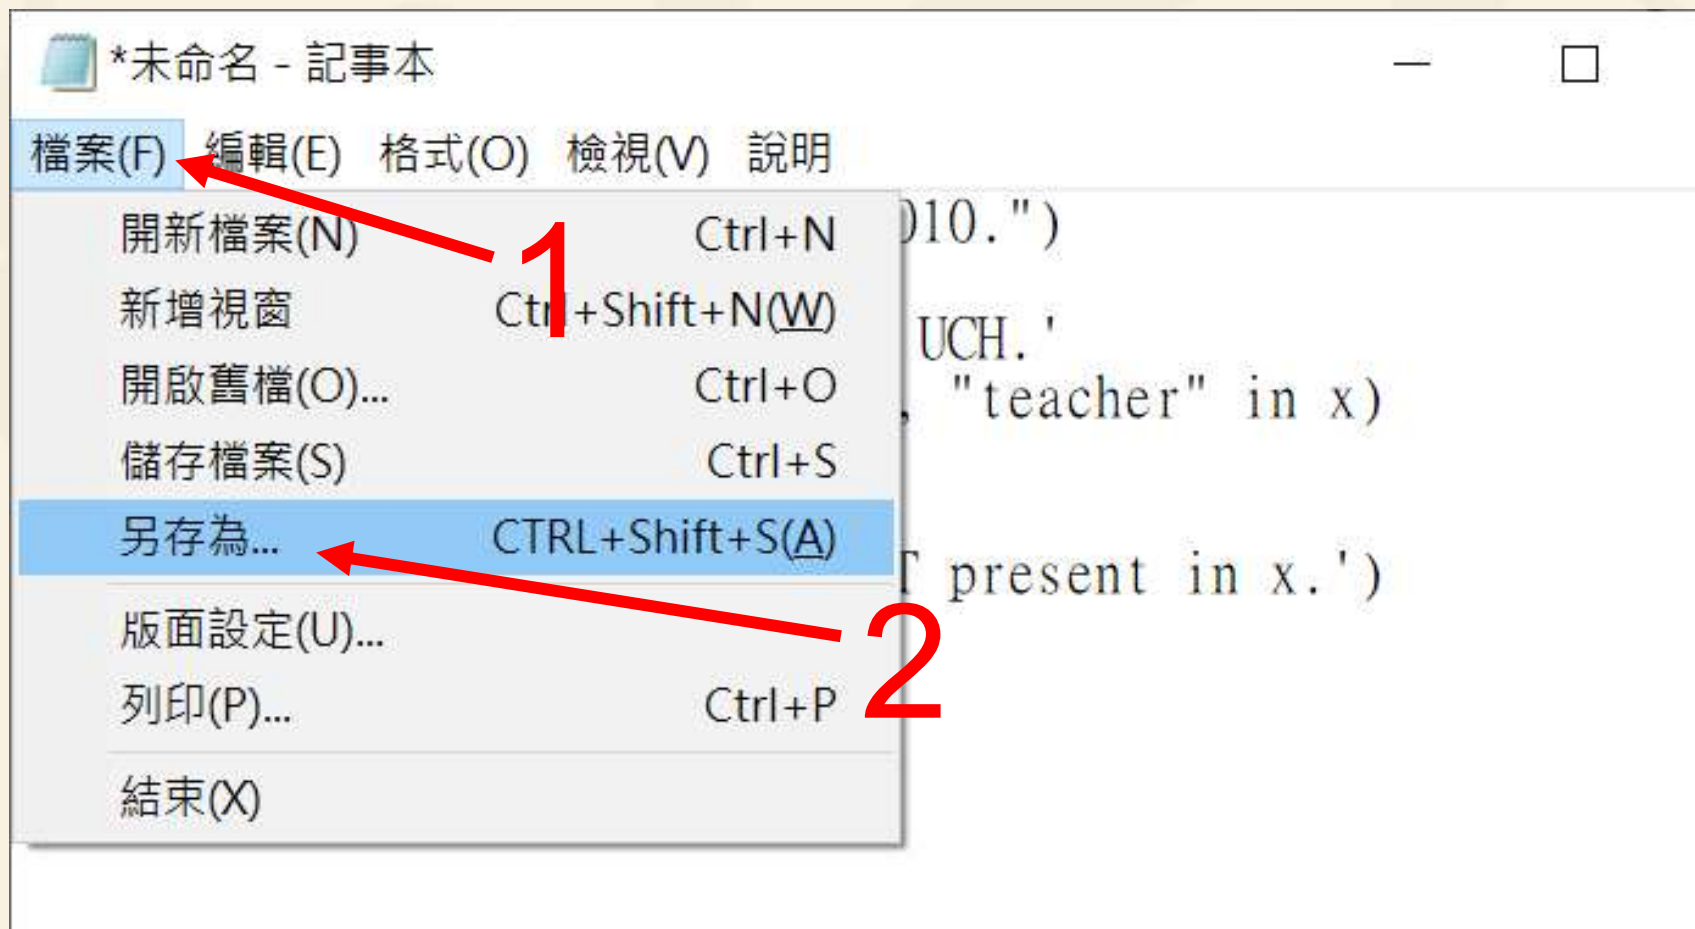 *未命名 - 記事本
檔案(F) 編輯(E) 格式(O) 檢視(V) 說明
開新檔案(N) Ctrl+N
新增視窗 Ctrl+Shift+N(W)
開啟舊檔(O)... Ctrl+O
儲存檔案(S) Ctrl+S
另存為... CTRL+Shift+S(A)
版面設定(U)...
列印(P)... Ctrl+P
結束(X)
1
2
10.")
UCH.'
, "teacher" in x)
present in x.')